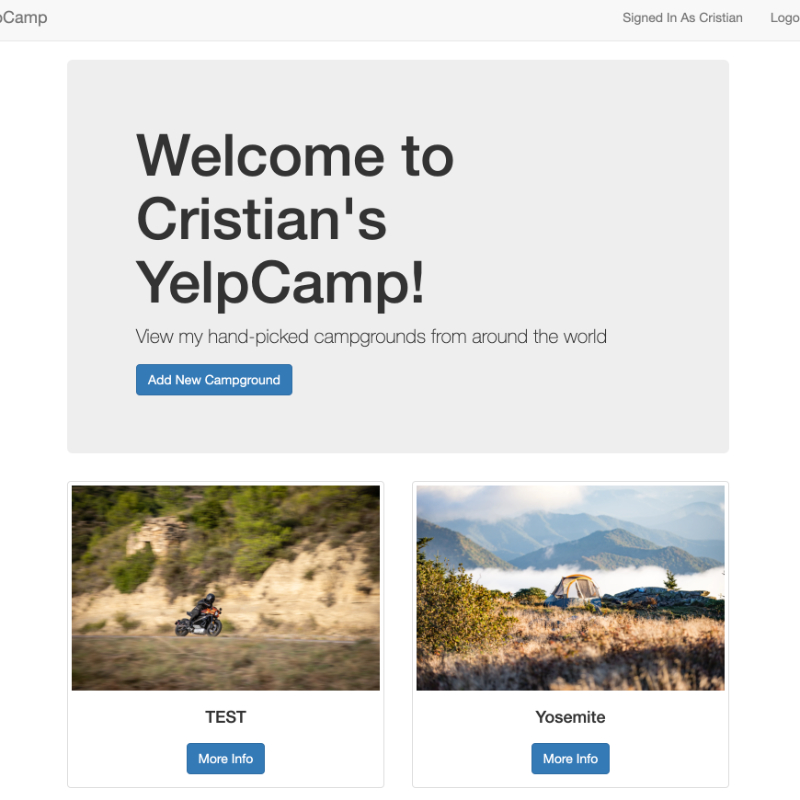 pCamp
Signed In As Cristian
Logo
Welcome to
Cristian's
YelpCamp!
View my hand-picked campgrounds from around the world
Add New Campground
TEST
Yosemite
More Info
More Info